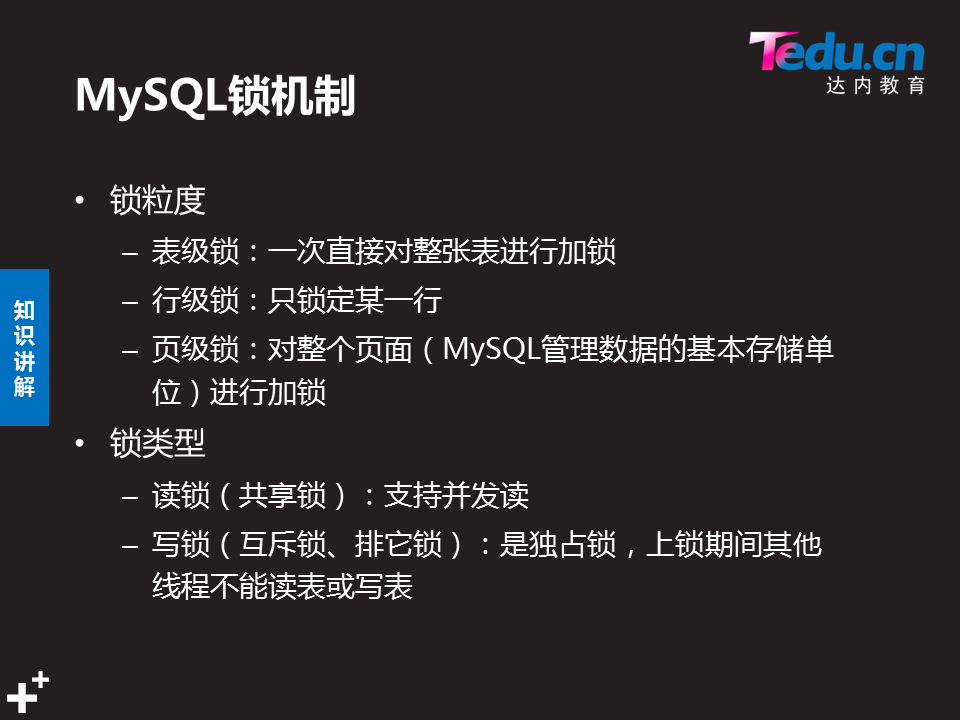 Tedu.cn
达内教育
MySQL锁机制
• 锁粒度
– 表级锁：一次直接对整张表进行加锁
– 行级锁：只锁定某一行
– 页级锁：对整个页面（MySQL管理数据的基本存储单
位）进行加锁
• 锁类型
– 读锁（共享锁）：支持并发读
– 写锁（互斥锁、排它锁）：是独占锁，上锁期间其他
线程不能读表或写表
知
识
讲
解